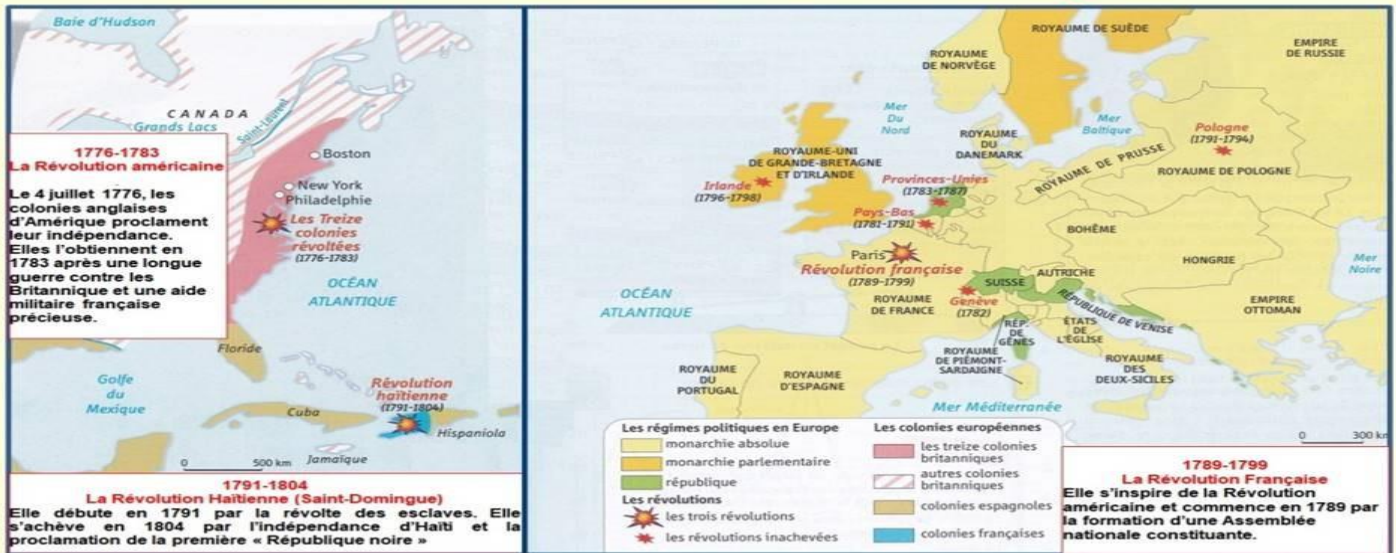 Baie d'Hudson
CANADA
Grands Lacs
Saint-Laurent
1776-1783
La Révolution américaine
Le 4 juillet 1776, les
colonies anglaises
d'Amérique proclament
leur indépendance.
Elles l'obtiennent en
1783 après une longue
guerre contre les
Britannique et une aide
militaire française
précieuse.
Boston
New York
Philadelphie
Les Treize
colonies
révoltées
(1776-1783)
OCÉAN
ATLANTIQUE
Floride
Golfe
du
Mexique
Cuba
Révolution
haïtienne
(1791-1804)
Hispaniola
Jamaïque
0 500 km
1791-1804
La Révolution Haïtienne (Saint-Domingue)
Elle débute en 1791 par la révolte des esclaves. Elle
s'achève en 1804 par l'indépendance d'Haïti et la
proclamation de la première « République noire »
ROYAUME DE SUÈDE
ROYAUME
DE NORVÈGE
EMPIRE
DE RUSSIE
Mer
Du
Nord
Mer
Baltique
Pologne
(1791-1794)
ROYAUME
DU
DANEMARK
ROYAUME-UNI
DE GRANDE-BRETAGNE
ET D'IRLANDE
ROYAUME DE PRUSSE
ROYAUME DE POLOGNE
Irlande
(1796-1798)
Provinces-Unies
(1783-1787)
Pays-Bas
(1781-1791)
BOHÊME
Paris
Révolution française
(1789-1799)
HONGRIE
Mer
Noire
AUTRICHE
SUISSE
OCÉAN
ATLANTIQUE
ROYAUME
DE FRANCE
Genève
(1782)
RÉPUBLIQUE DE VENISE
EMPIRE
OTTOMAN
RÉP.
DE
GÊNES
ÉTATS
DE
L'ÉGLISE
ROYAUME
DE PIÉMONT-
SARDAIGNE
ROYAUME
DU
PORTUGAL
ROYAUME
D'ESPAGNE
ROYAUME
DES
DEUX-SICILES
Mer Méditerranée
0 300 km
Les régimes politiques en Europe
monarchie absolue
monarchie parlementaire
république
Les révolutions
les trois révolutions
les révolutions inachevées
Les colonies européennes
les treize colonies
britanniques
autres colonies
britanniques
colonies espagnoles
colonies françaises
1789-1799
La Révolution Française
Elle s'inspire de la Révolution
américaine et commence en 1789 par
la formation d'une Assemblée
nationale constituante.